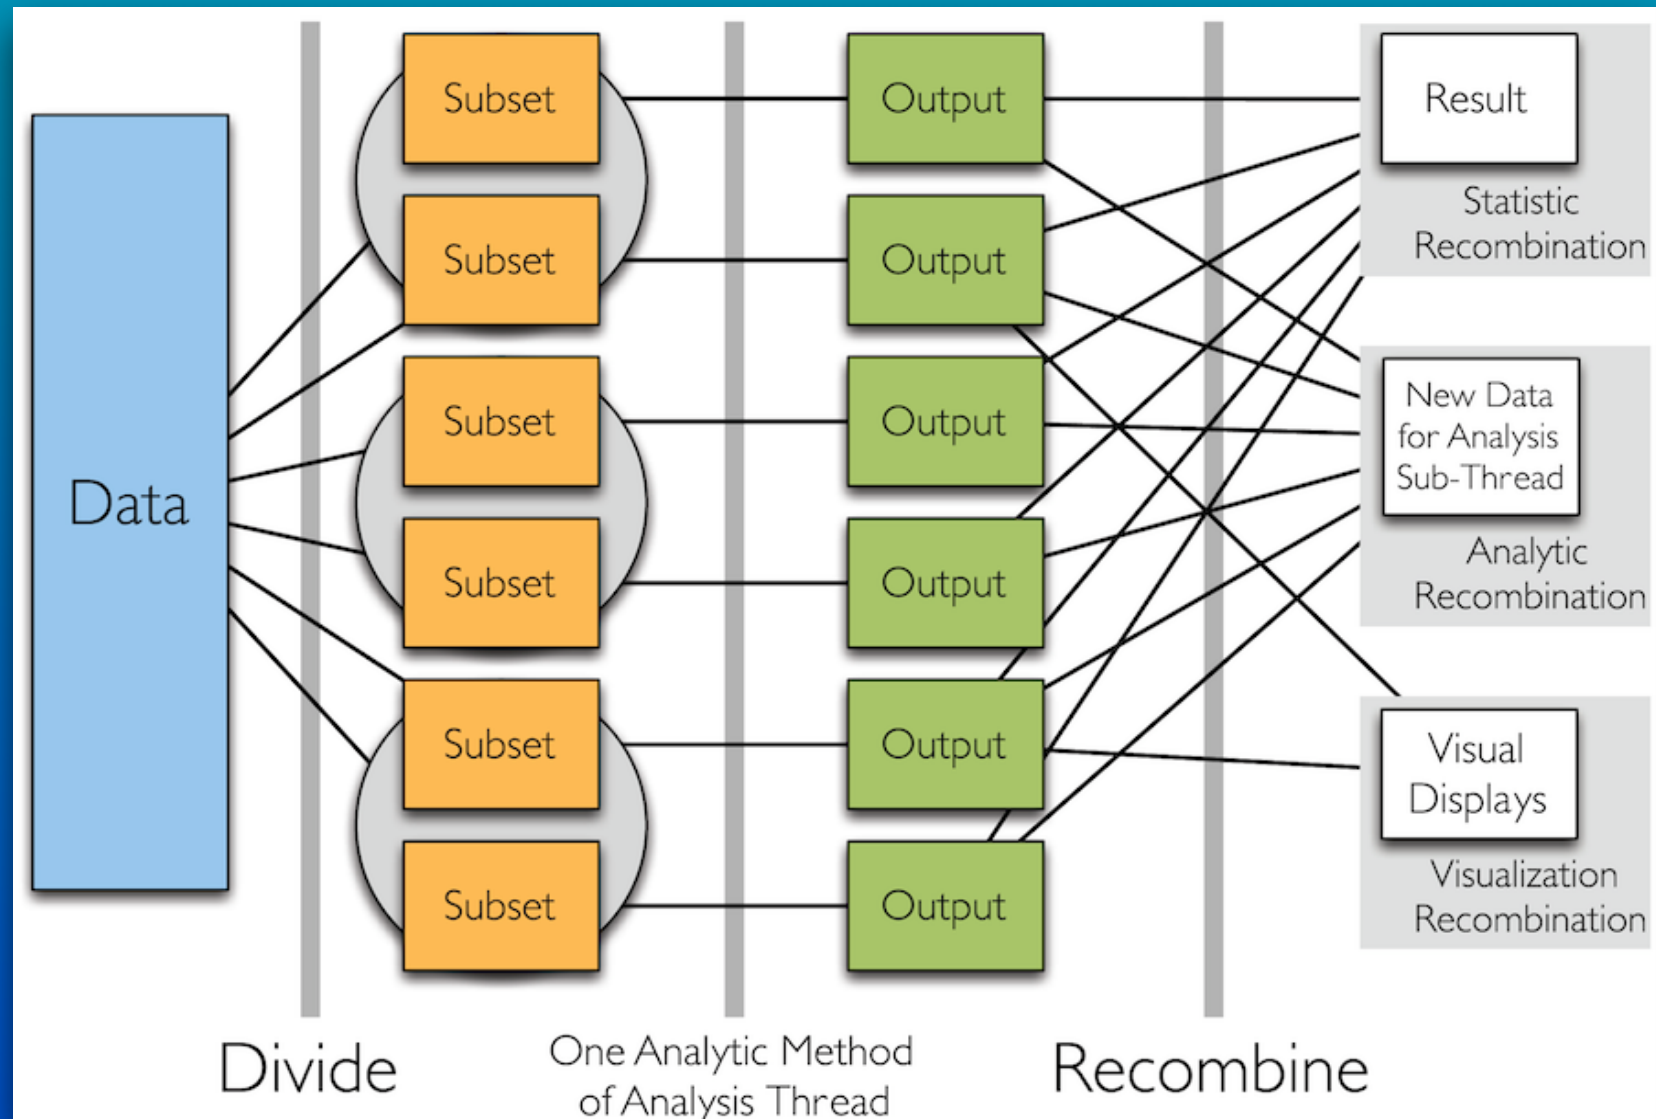 Data
Subset
Subset
Subset
Subset
Subset
Subset
Output
Output
Output
Output
Output
Output
Result
Statistic
Recombination
New Data
for Analysis
Sub-Thread
Analytic
Recombination
Visual
Displays
Visualization
Recombination
Divide
One Analytic Method
of Analysis Thread
Recombine